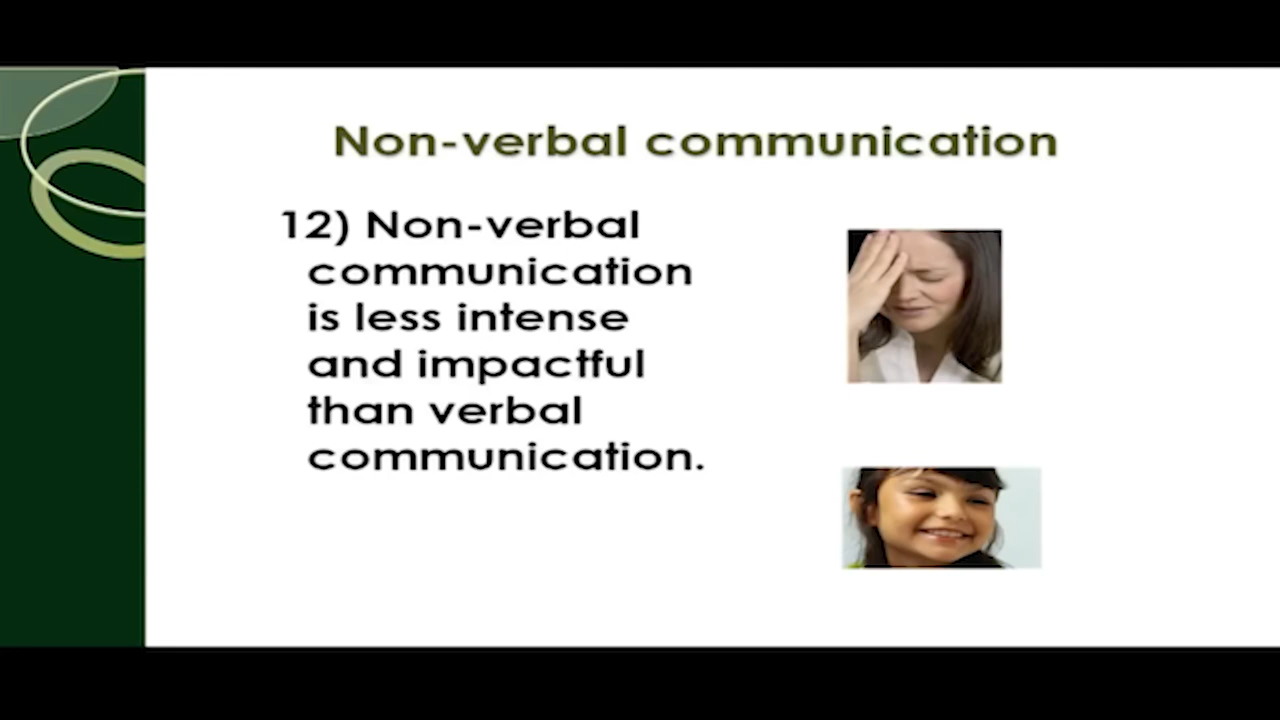 Non-verbal communication
12) Non-verbal
communication
is less intense
and impactful
than verbal
communication.